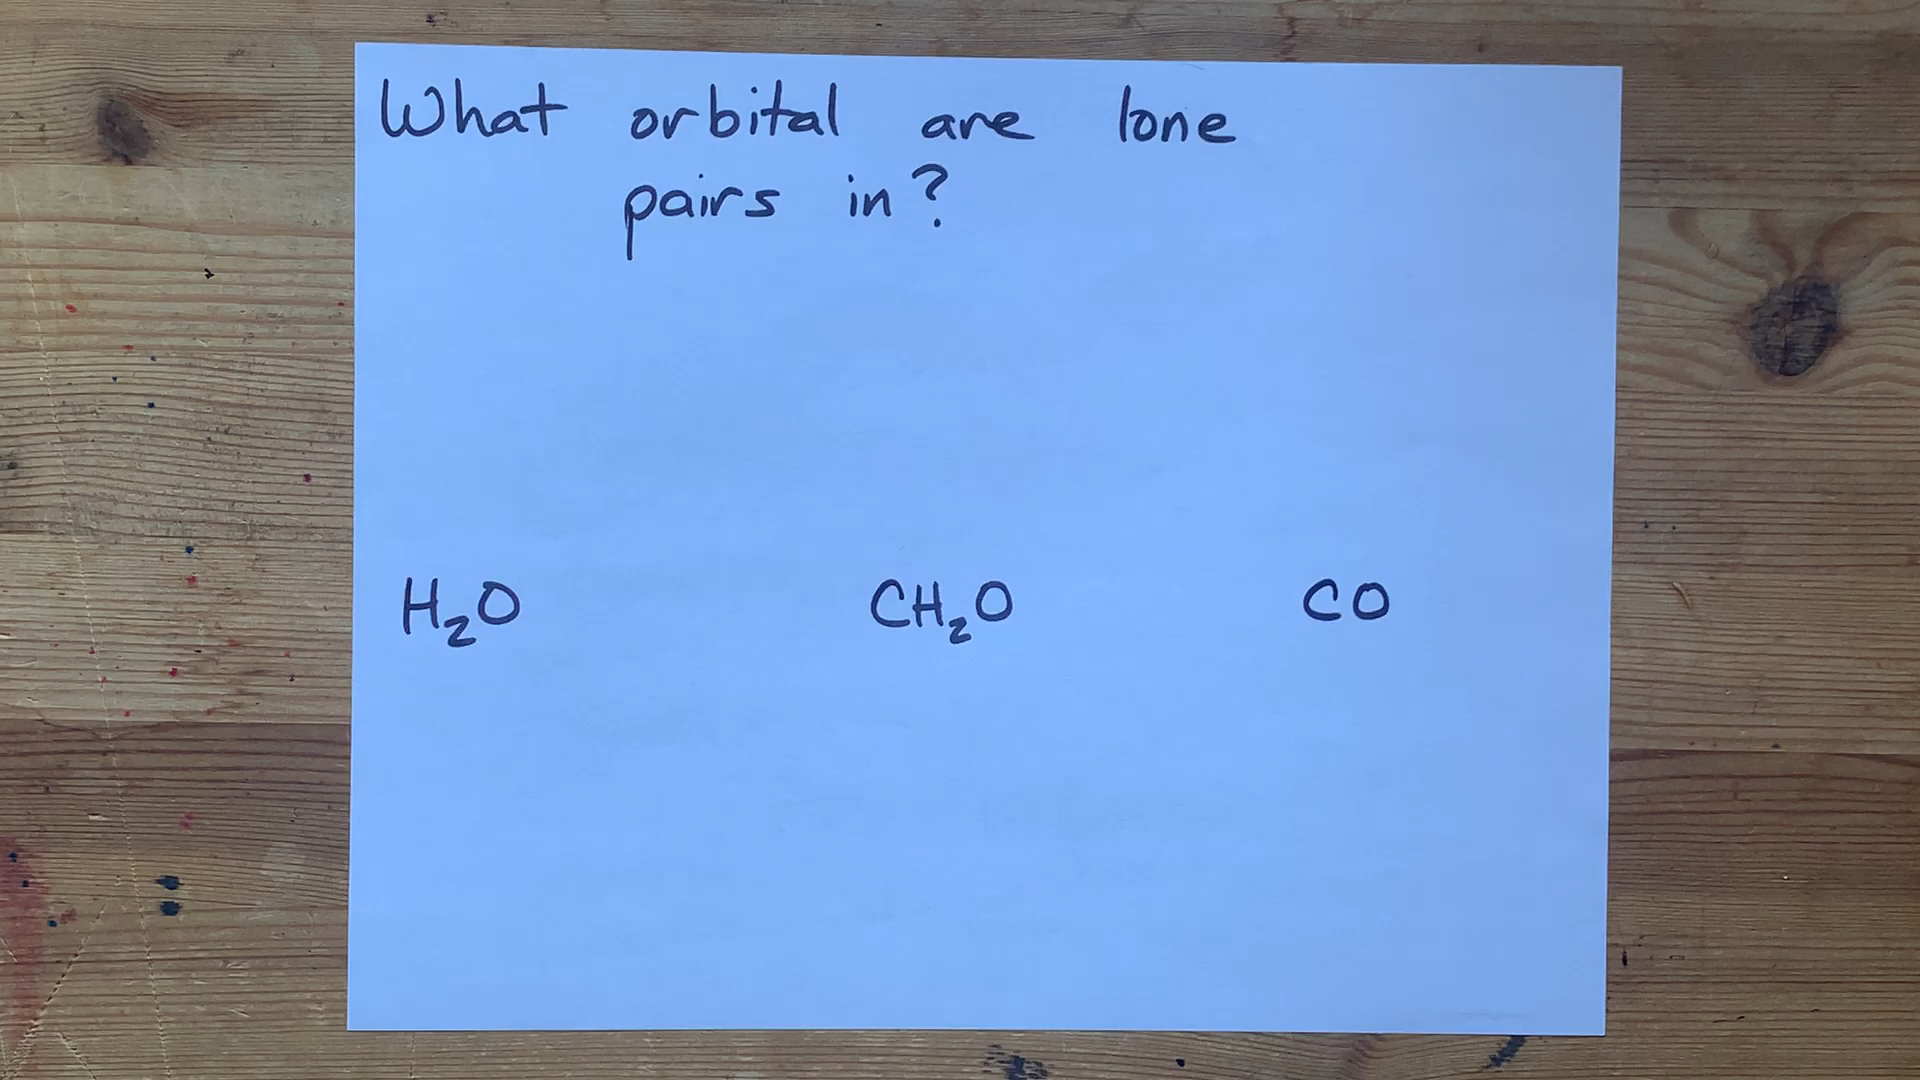 What orbital are lone
pairs in?
H₂O CH₂O CO